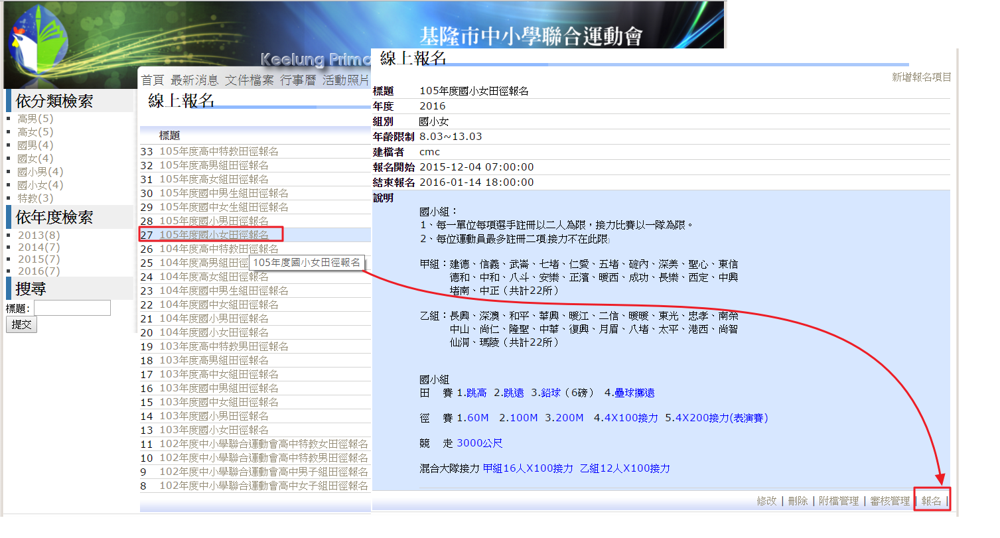 基隆市中小學聯合運動會
Keelung Prima
首頁 最新消息 文件檔案 行事曆 活動照片
依分類檢索
高男(5)
高女(5)
國男(4)
國女(4)
國小男(4)
國小女(4)
特教(3)
依年度檢索
2013(8)
2014(7)
2015(7)
2016(7)
搜尋
標題:
提交
線上報名
標題
33 105年度高中特教田徑報名
32 105年度高男組田徑報名
31 105年度高女組田徑報名
30 105年度國中男生組田徑報名
29 105年度國中女生組田徑報名
28 105年度國小男田徑報名
27 105年度國小女田徑報名
26 104年度高中特教田徑報名
25 104年度高男組田徑
105年度國小女田徑報名
24 104年度高女組田徑報名
23 104年度國中男生組田徑報名
22 104年度國中女組田徑報名
21 104年度國小男田徑報名
20 104年度國小女田徑報名
19 103年度高中特教男田徑報名
18 103年度高男組田徑報名
17 103年度高中女組田徑報名
16 103年度國中男組田徑報名
15 103年度國中女組田徑報名
14 103年度國小男田徑報名
13 103年度國小女田徑報名
11 102年度中小學聯合運動會高中特教女田徑報名
10 102年度中小學聯合運動會高中特教男田徑報名
9 102年度中小學聯合運動會高中男子組田徑報名
8 102年度中小學聯合運動會高中女子組田徑報名
線上報名
新增報名項目
標題 105年度國小女田徑報名
年度 2016
組別 國小女
年齡限制 8.03~13.03
建檔者 cmc
報名開始 2015-12-04 07:00:00
結束報名 2016-01-14 18:00:00
說明
國小組：
1、每一單位每項選手註冊以二人為限，接力比賽以一隊為限。
2、每位運動員最多註冊二項,接力不在此限。
甲組：建德、信義、武崙、七堵、仁愛、五堵、碇內、深美、聖心、東信
德和、中和、八斗、安樂、正濱、暖西、成功、長樂、西定、中興
堵南、中正（共計22所）
乙組：長興、深澳、和平、華興、暖江、二信、暖暖、東光、忠孝、南榮
中山、尚仁、隆聖、中華、復興、月眉、八堵、太平、港西、尚智
仙洞、瑪陵（共計22所）
國小組
田 賽 1.跳高 2.跳遠 3.鉛球（6磅） 4.壘球擲遠
徑 賽 1.60M 2.100M 3.200M 4.4X100接力 5.4X200接力(表演賽)
競 走 3000公尺
混合大隊接力 甲組16人X100接力 乙組12人X100接力
修改 | 刪除 | 附檔管理 | 審核管理 | 報名 |